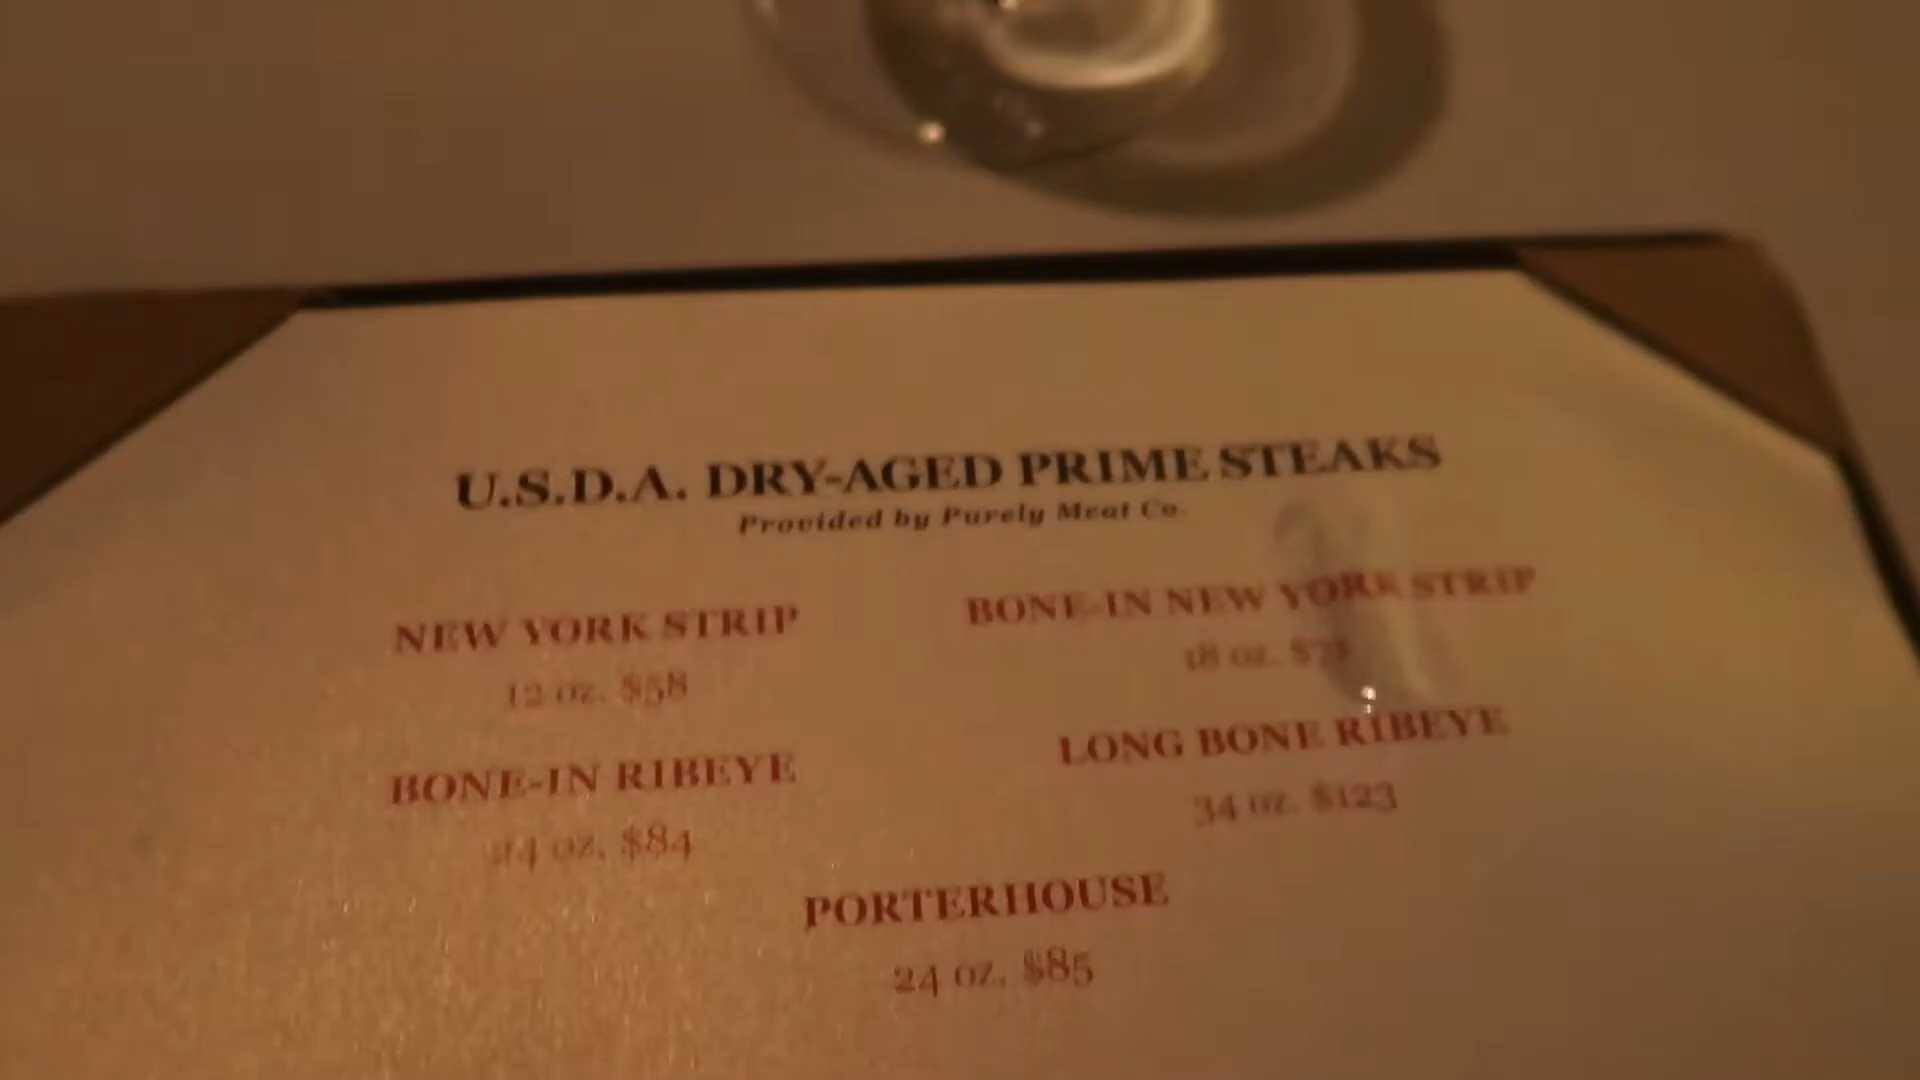 U.S.D.A. DRY-AGED PRIME STEAKS
Provided by Purely Meat Co.
NEW YORK STRIP
12 oz. $58
BONE-IN NEW YORK STRIP
18 oz.
BONE-IN RIBEYE
24 oz. $84
LONG BONE RIBEYE
34 oz. $123
PORTERHOUSE
24 oz. $85